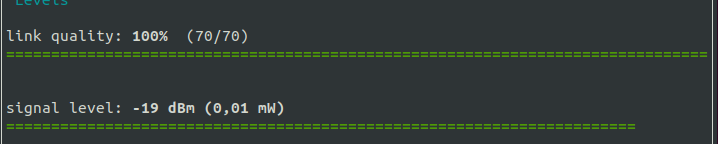 Levels
link quality: 100%  (70/70)
==============================================================================
signal level: -19 dBm (0,01 mW)
======================================================================